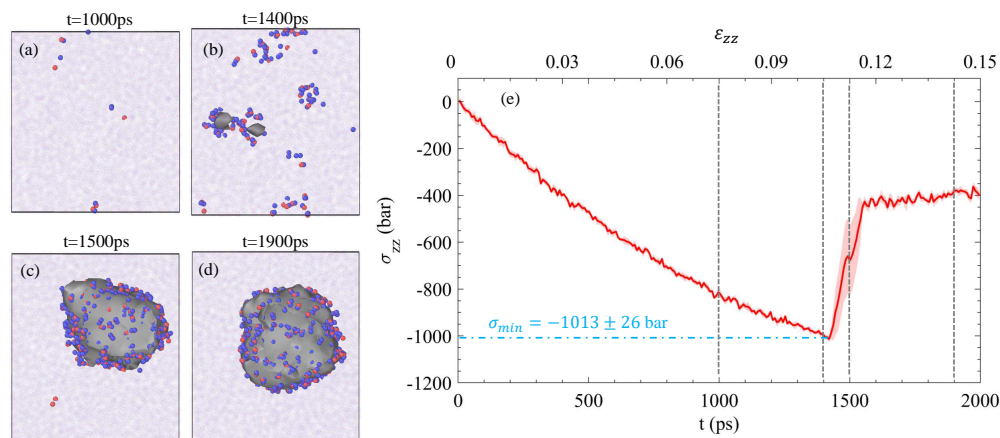 t=1000ps
(a)
t=1400ps
(b)
t=1500ps
(c)
t=1900ps
(d)
ε_zz
0 0.03 0.06 0.09 0.12 0.15
(e)
0
-200
-400
-600
-800
-1000
-1200
σ_zz (bar)
σ_min = −1013 ± 26 bar
0 500 1000 1500 2000
t (ps)